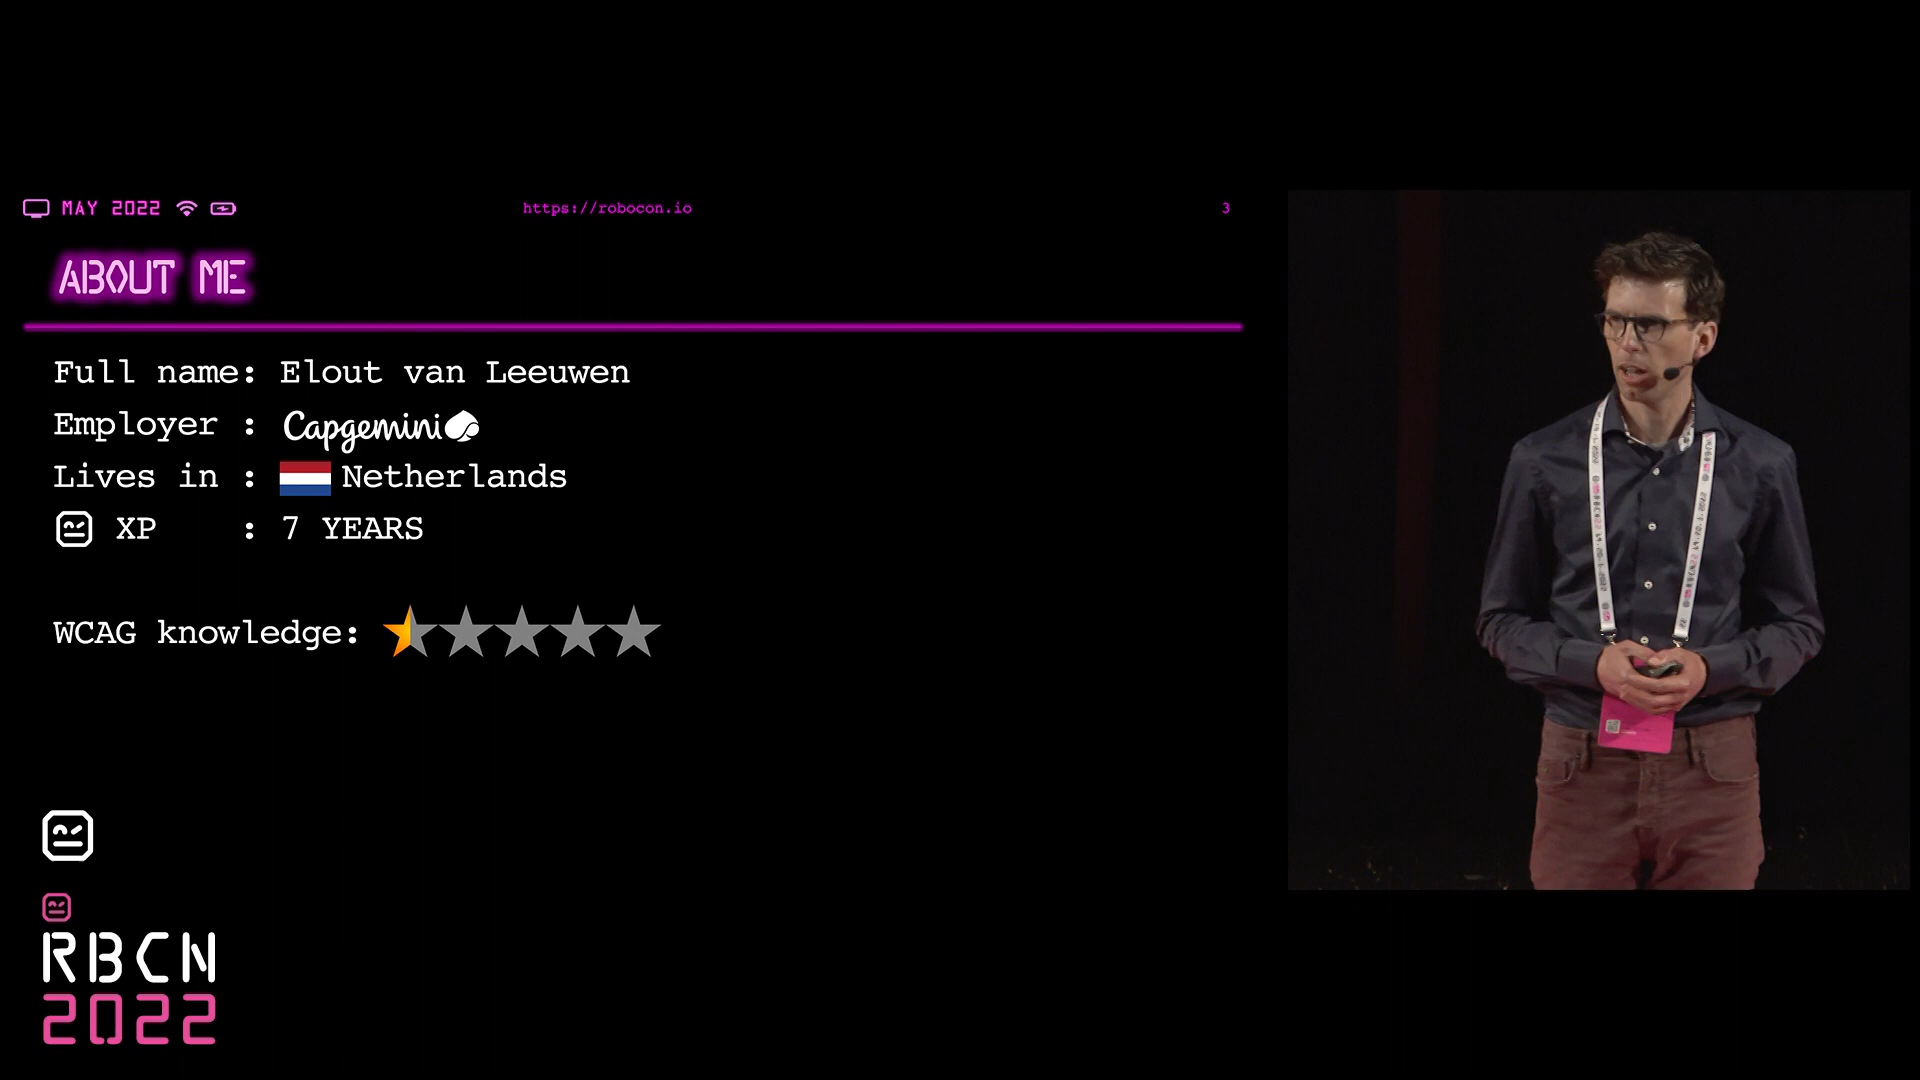 MAY 2022
https://robocon.io
3
ABOUT ME
Full name: Elout van Leeuwen
Employer : Capgemini
Lives in : Netherlands
XP : 7 YEARS
WCAG knowledge:
RBCN
2022